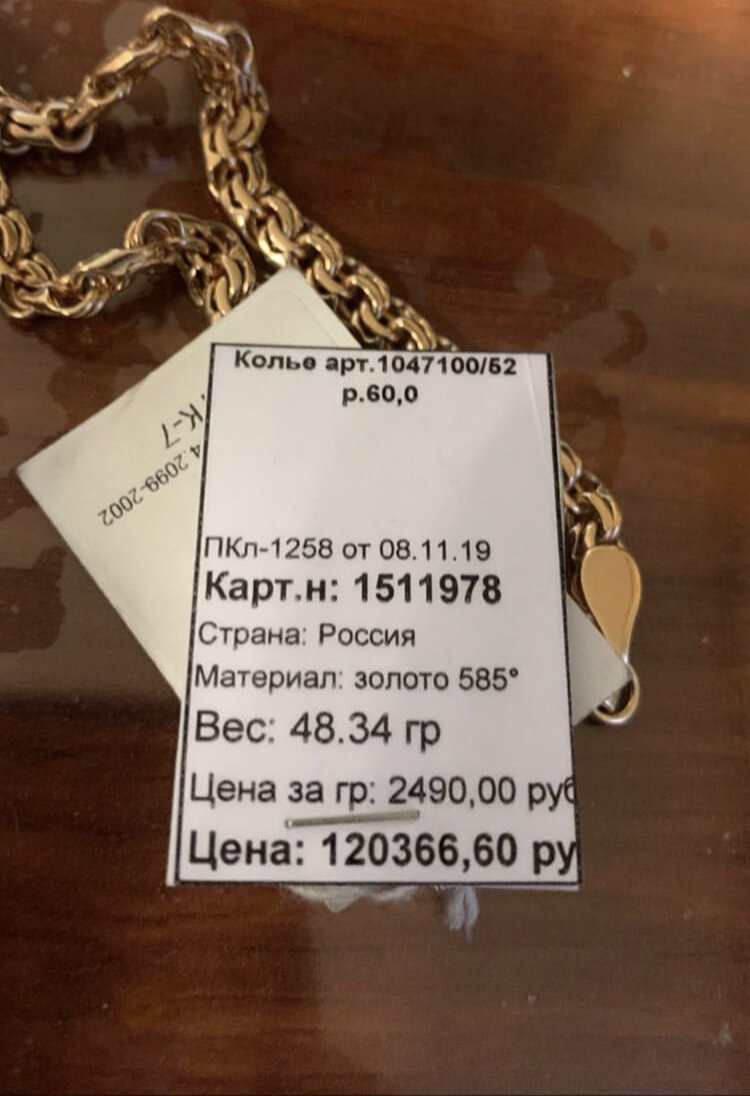 Колье арт.1047100/52
р.60,0
ПКл-1258 от 08.11.19
Карт.н: 1511978
Страна: Россия
Материал: золото 585°
Вес: 48.34 гр
Цена за гр: 2490,00 руб
Цена: 120366,60 ру
К-7
4.2099-2002